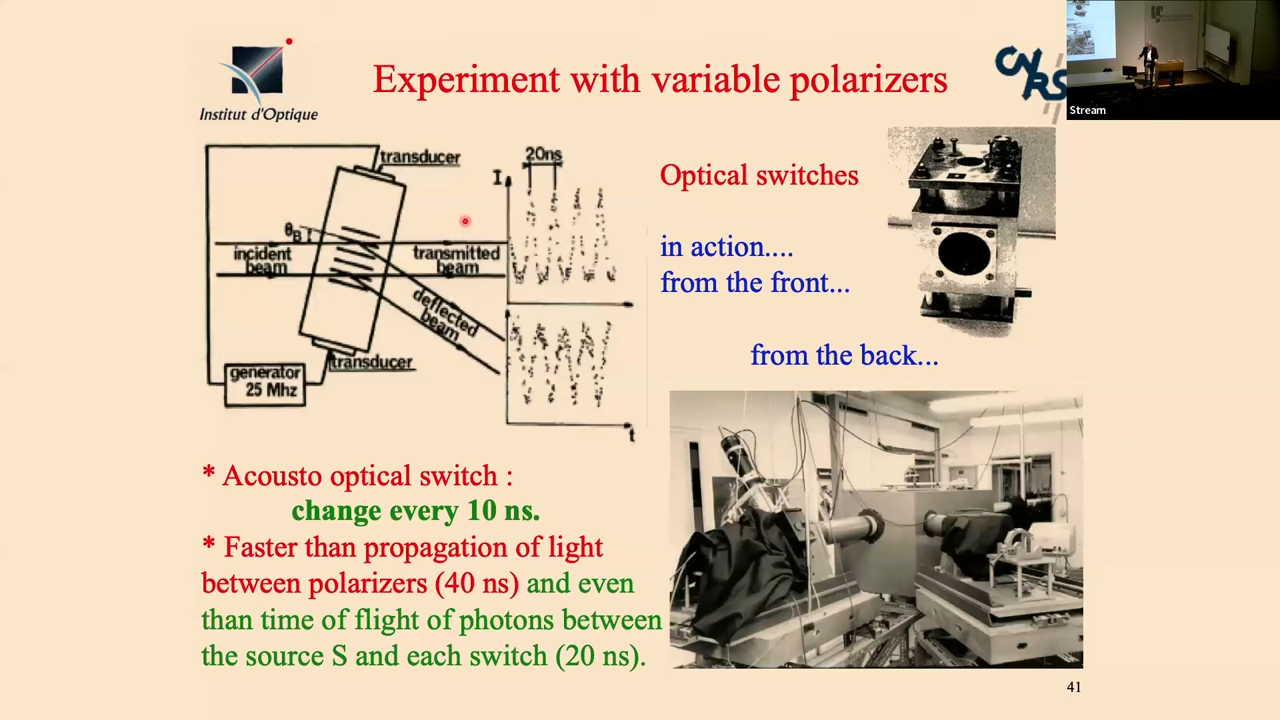 Institut d'Optique
Experiment with variable polarizers
CNRS
Stream
transducer
20ns
I
θB
incident
beam
transmitted
beam
deflected
beam
transducer
generator
25 Mhz
t
Optical switches
in action....
from the front...
from the back...
* Acousto optical switch :
change every 10 ns.
* Faster than propagation of light
between polarizers (40 ns) and even
than time of flight of photons between
the source S and each switch (20 ns).
41